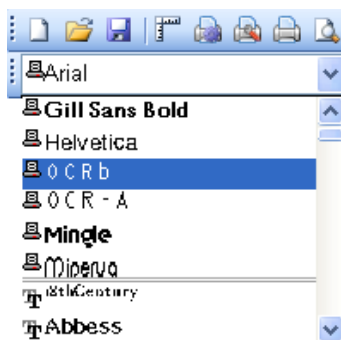 Arial
Gill Sans Bold
Helvetica
OCRb
OCR-A
Mingle
Minerva
18thCentury
Abbess